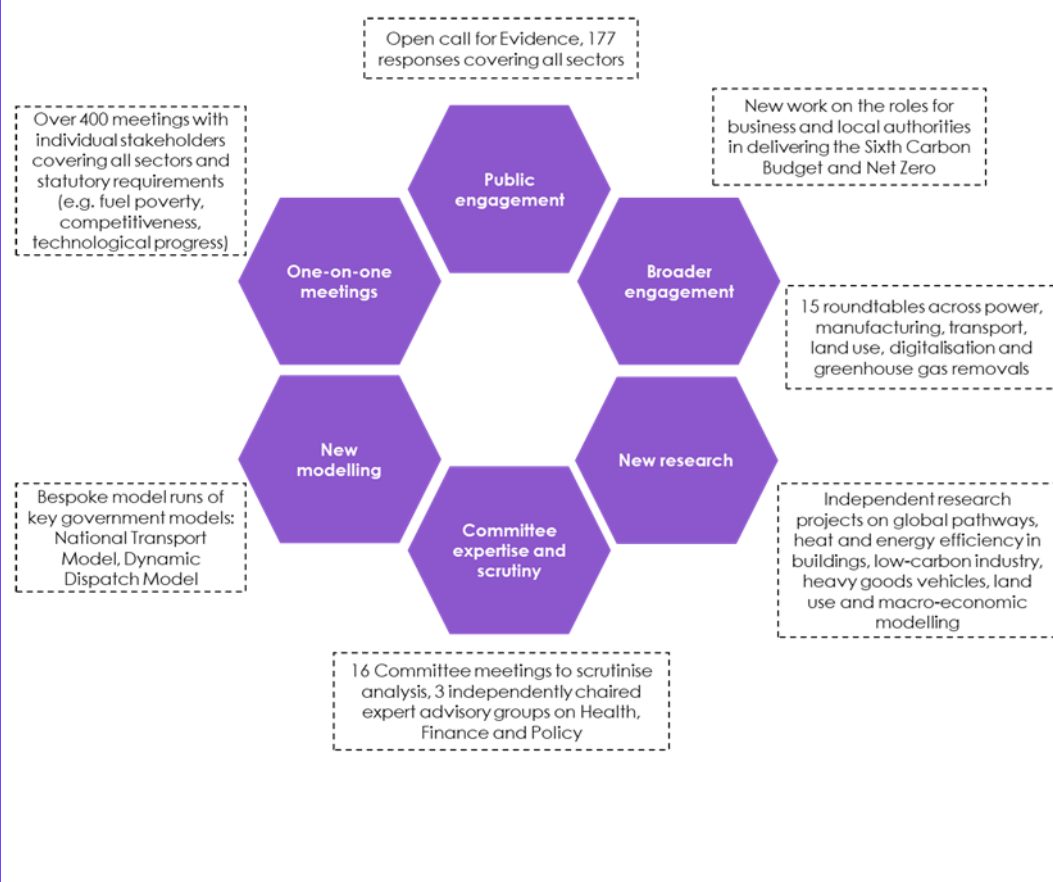 Open call for Evidence, 177
responses covering all sectors
Over 400 meetings with
individual stakeholders
covering all sectors and
statutory requirements
(e.g. fuel poverty,
competitiveness,
technological progress)
New work on the roles for
business and local authorities
in delivering the Sixth Carbon
Budget and Net Zero
Public
engagement
One-on-one
meetings
Broader
engagement
15 roundtables across power,
manufacturing, transport,
land use, digitalisation and
greenhouse gas removals
New
modelling
New research
Bespoke model runs of
key government models:
National Transport
Model, Dynamic
Dispatch Model
Committee
expertise and
scrutiny
Independent research
projects on global pathways,
heat and energy efficiency in
buildings, low-carbon industry,
heavy goods vehicles, land
use and macro-economic
modelling
16 Committee meetings to scrutinise
analysis, 3 independently chaired
expert advisory groups on Health,
Finance and Policy